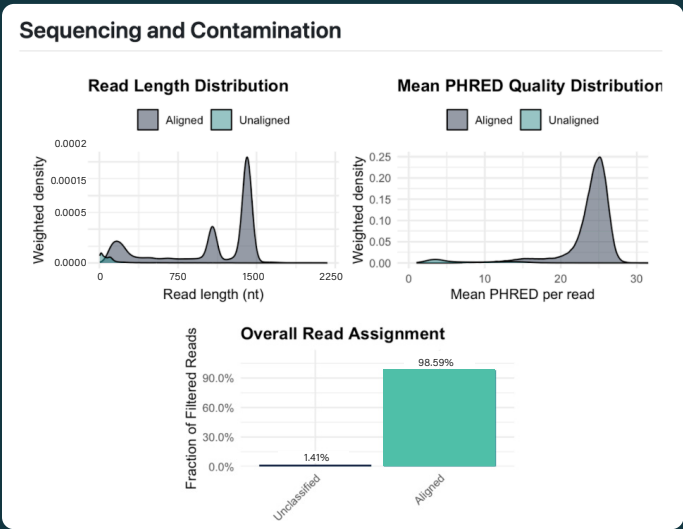 Sequencing and Contamination
Read Length Distribution
Aligned Unaligned
Weighted density
0.0002
0.00015
0.0005
0.0000
0 750 1500 2250
Read length (nt)
Mean PHRED Quality Distribution
Aligned Unaligned
Weighted density
0.25
0.20
0.15
0.10
0.05
0.00
0 10 20 30
Mean PHRED per read
Overall Read Assignment
Fraction of Filtered Reads
90.0%
60.0%
30.0%
0.0%
1.41%
98.59%
Unclassified
Aligned